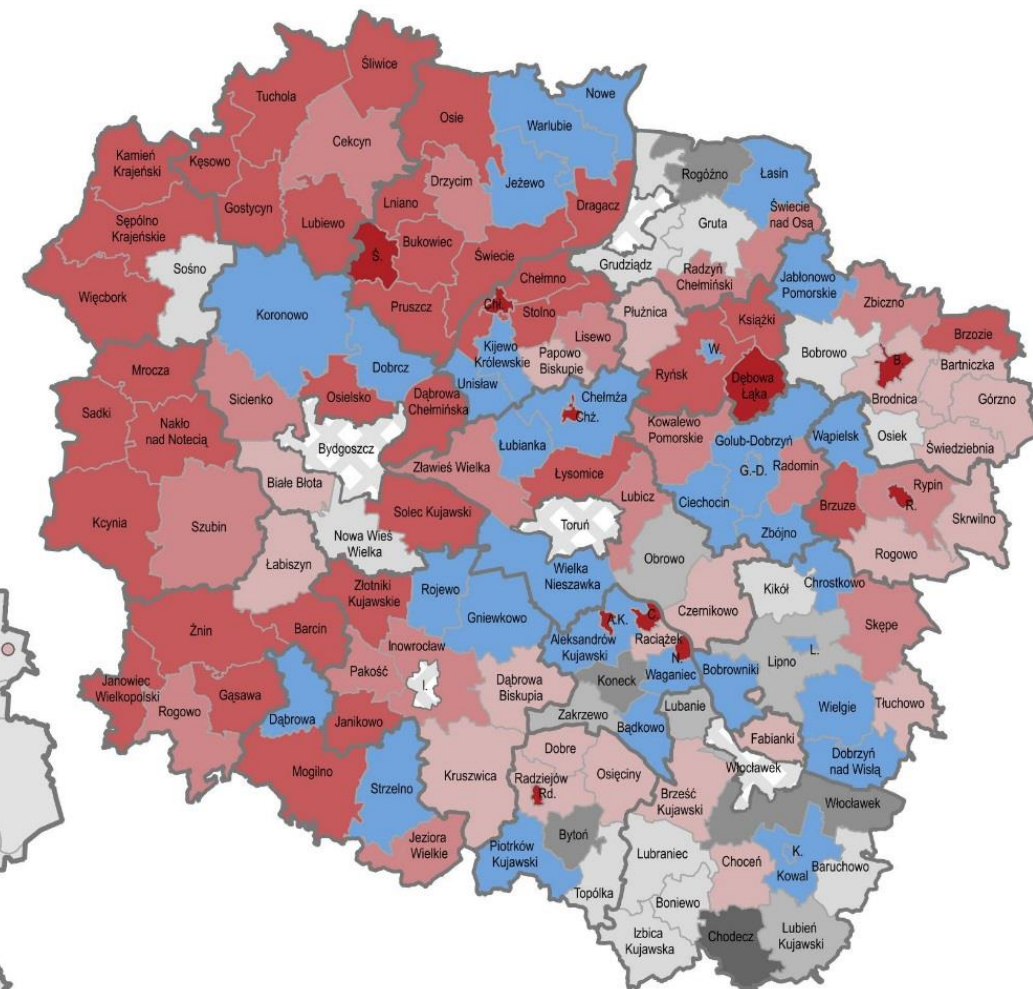 Śliwice
Tuchola
Osie
Nowe
Warlubie
Cekcyn
Kamień
Krajeński
Kęsowo
Drzycim
Jeżewo
Rogóźno
Łasin
Gostycyn
Lubiewo
Lniano
Dragacz
Świecie
nad Osą
Sępólno
Krajeńskie
Sośno
Ś.
Bukowiec
Świecie
Gruta
Grudziądz
Więcbork
Chełmno
Radzyń
Chełmiński
Jabłonowo
Pomorskie
Zbiczno
Koronowo
Pruszcz
Chł.
Stolno
Płużnica
Książki
Brzozie
Dobrcz
Kijewo
Królewskie
Lisewo
W.
Bobrowo
B.
Bartniczka
Mrocza
Papowo
Biskupie
Ryńsk
Dębowa
Łąka
Unisław
Sicienko
Osielsko
Dąbrowa
Chełmińska
Chełmża
Chż.
Brodnica
Górzno
Sadki
Nakło
nad Notecią
Kowalewo
Pomorskie
Golub-Dobrzyń
Wąpielsk
Osiek
Świedziebnia
Bydgoszcz
Łubianka
G.-D.
Radomin
Białe Błota
Zławieś Wielka
Łysomice
Lubicz
Ciechocin
Brzuze
Rypin
R.
Skrwilno
Kcynia
Szubin
Solec Kujawski
Toruń
Zbójno
Nowa Wieś
Wielka
Obrowo
Rogowo
Łabiszyn
Wielka
Nieszawka
Kikół
Chrostkowo
Złotniki
Kujawskie
Rojewo
Gniewkowo
Czernikowo
Skępe
Żnin
Barcin
A.K.
C.
Inowrocław
Aleksandrów
Kujawski
Raciążek
L.
Lipno
Janowiec
Wielkopolski
Gąsawa
Pakość
I.
Dąbrowa
Biskupia
N.
Waganiec
Bobrowniki
Koneck
Rogowo
Dąbrowa
Janikowo
Zakrzewo
Lubanie
Wielgie
Tłuchowo
Bądkowo
Fabianki
Mogilno
Dobre
Dobrzyń
nad Wisłą
Strzelno
Kruszwica
Radziejów
Rd.
Osięciny
Włocławek
Brześć
Kujawski
Włocławek
Jeziora
Wielkie
Piotrków
Kujawski
Bytoń
Lubraniec
Choceń
K.
Kowal
Baruchowo
Topólka
Boniewo
Izbica
Kujawska
Chodecz
Lubień
Kujawski